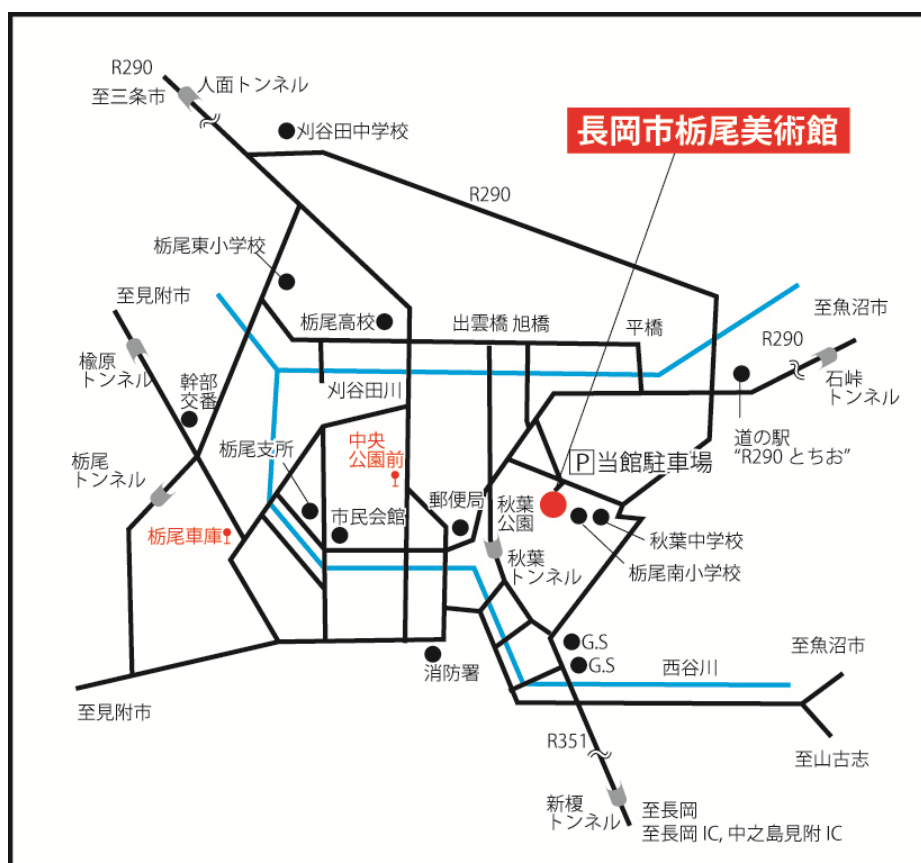 R290
至三条市
人面トンネル
刈谷田中学校
長岡市栃尾美術館
R290
栃尾東小学校
至見附市
栃尾高校
出雲橋
旭橋
平橋
至魚沼市
R290
楡原
トンネル
石峠
トンネル
幹部
交番
刈谷田川
道の駅
“R290 とちお”
栃尾支所
中央
公園前
P当館駐車場
栃尾
トンネル
郵便局
秋葉
公園
市民会館
栃尾車庫
秋葉中学校
秋葉
トンネル
栃尾南小学校
G.S
G.S
消防署
西谷川
至魚沼市
至見附市
R351
至山古志
新榎
トンネル
至長岡
至長岡 IC, 中之島見附 IC